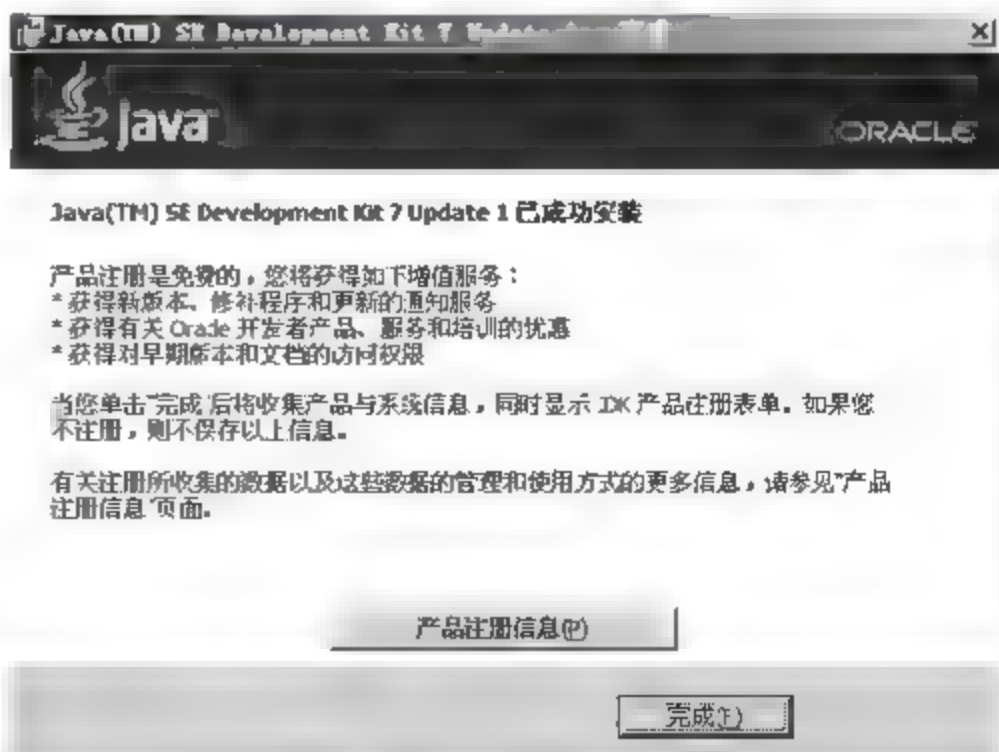 Java(TM) SE Development Kit 7 Update
Java
ORACLE
Java(TM) SE Development Kit 7 Update 1 已成功安装
产品注册是免费的，您将获得如下增值服务：
* 获得新版本、修补程序和更新的通知服务
* 获得有关 Oracle 开发者产品、服务和培训的优惠
* 获得对早期版本和文档的访问权限
当您单击"完成"后将收集产品与系统信息，同时显示 JDK 产品注册表单。如果您
不注册，则不保存以上信息。
有关注册所收集的数据以及这些数据的管理和使用方式的更多信息，请参见"产品
注册信息"页面。
产品注册信息(P)
完成(F)